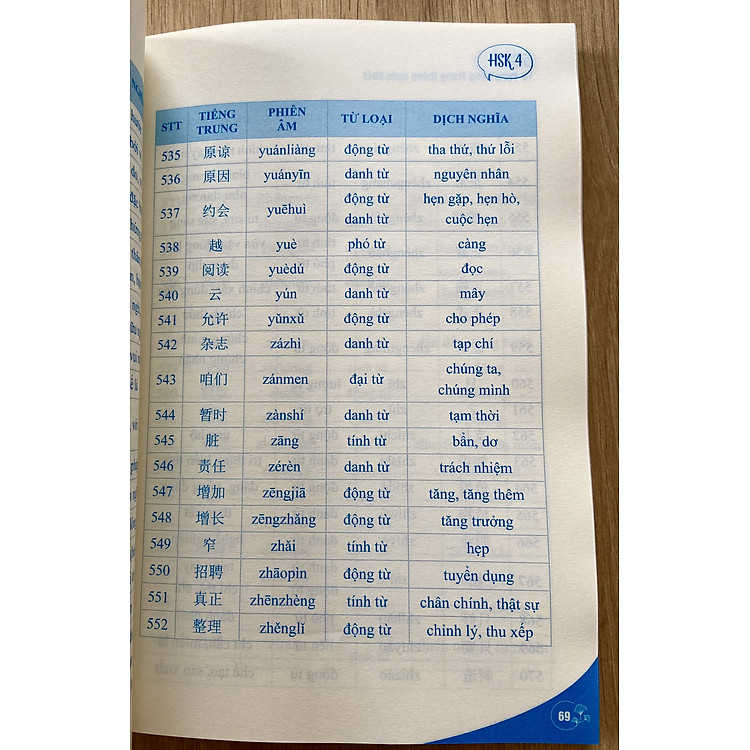 HSK 4
STT TIẾNG TRUNG PHIÊN ÂM TỪ LOẠI DỊCH NGHĨA
535 原谅 yuánliàng động từ tha thứ, thứ lỗi
536 原因 yuányīn danh từ nguyên nhân
537 约会 yuēhuì động từ danh từ hẹn gặp, hẹn hò, cuộc hẹn
538 越 yuè phó từ càng
539 阅读 yuèdú động từ đọc
540 云 yún danh từ mây
541 允许 yǔnxǔ động từ cho phép
542 杂志 zázhì danh từ tạp chí
543 咱们 zánmen đại từ chúng ta, chúng mình
544 暂时 zànshí danh từ tạm thời
545 脏 zāng tính từ bẩn, dơ
546 责任 zérèn danh từ trách nhiệm
547 增加 zēngjiā động từ tăng, tăng thêm
548 增长 zēngzhǎng động từ tăng trưởng
549 窄 zhǎi tính từ hẹp
550 招聘 zhāopìn động từ tuyển dụng
551 真正 zhēnzhèng tính từ chân chính, thật sự
552 整理 zhěnglǐ động từ chỉnh lý, thu xếp
69